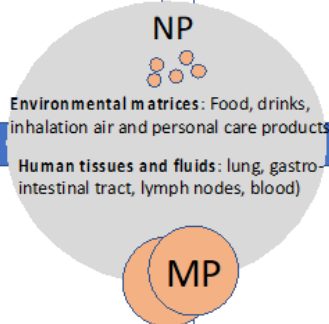 NP
Environmental matrices: Food, drinks,
inhalation air and personal care products
Human tissues and fluids: lung, gastro-
intestinal tract, lymph nodes, blood)
MP